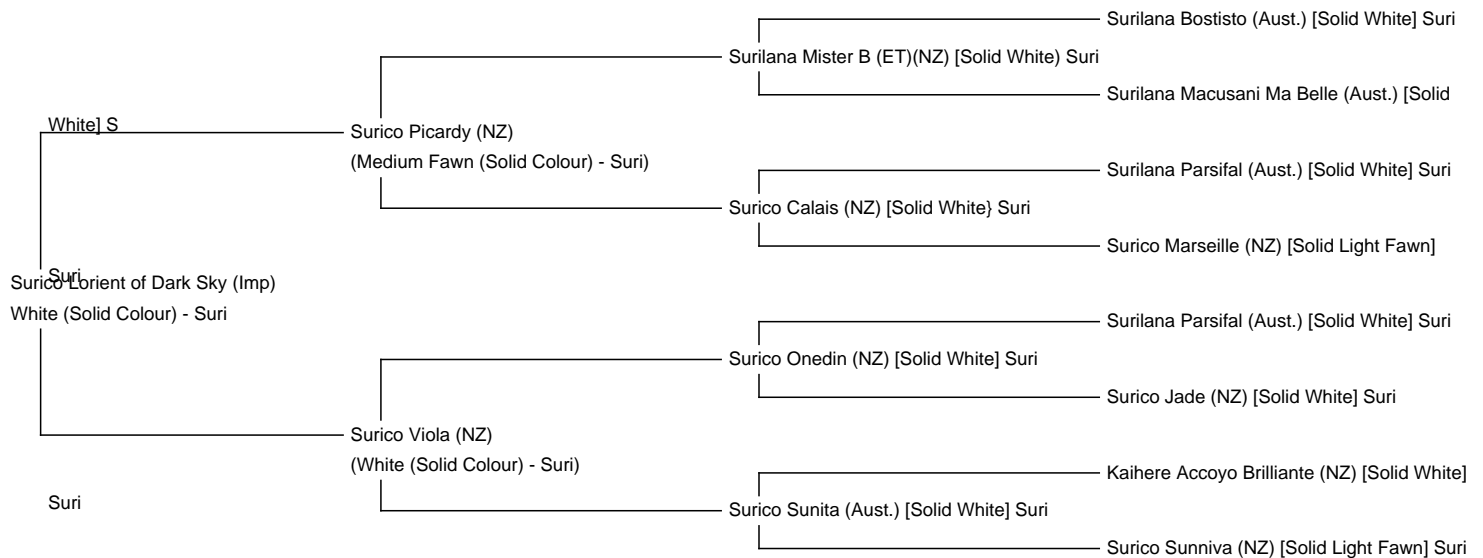 Surilana Bostisto (Aust.) [Solid White] Suri
Surilana Mister B (ET)(NZ) [Solid White) Suri
Surilana Macusani Ma Belle (Aust.) [Solid
White] S
Surico Picardy (NZ)
(Medium Fawn (Solid Colour) - Suri)
Surilana Parsifal (Aust.) [Solid White] Suri
Surico Calais (NZ) [Solid White} Suri
Surico Marseille (NZ) [Solid Light Fawn]
Suri
Surico Lorient of Dark Sky (Imp)
White (Solid Colour) - Suri
Surilana Parsifal (Aust.) [Solid White] Suri
Surico Onedin (NZ) [Solid White] Suri
Surico Jade (NZ) [Solid White] Suri
Surico Viola (NZ)
(White (Solid Colour) - Suri)
Kaihere Accoyo Brilliante (NZ) [Solid White]
Suri
Surico Sunita (Aust.) [Solid White] Suri
Surico Sunniva (NZ) [Solid Light Fawn] Suri